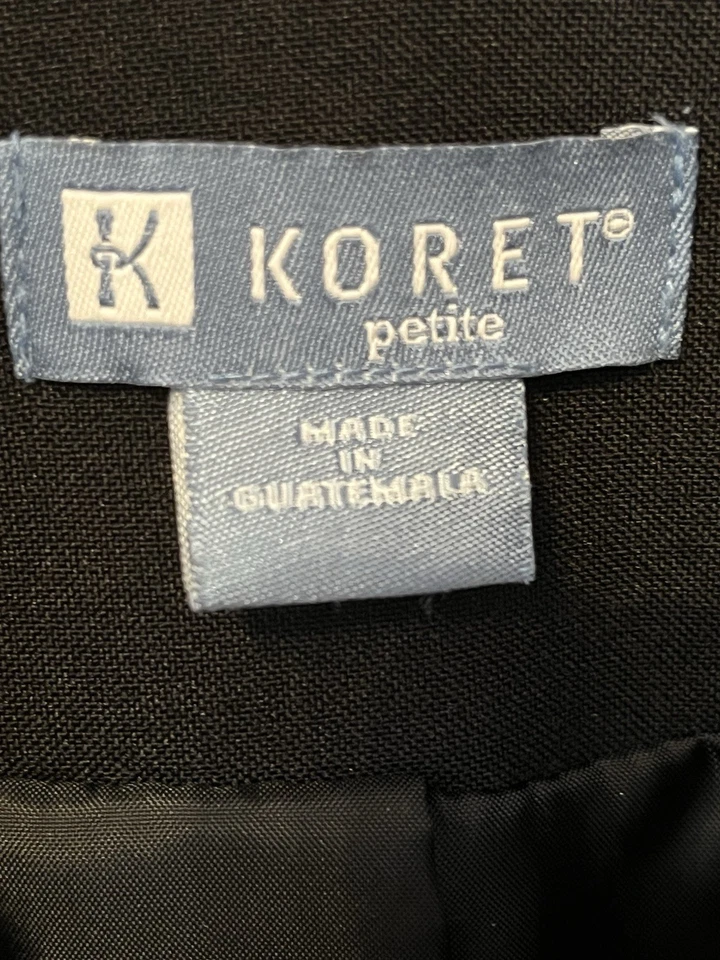 K KORET®
petite
MADE
IN
GUATEMALA